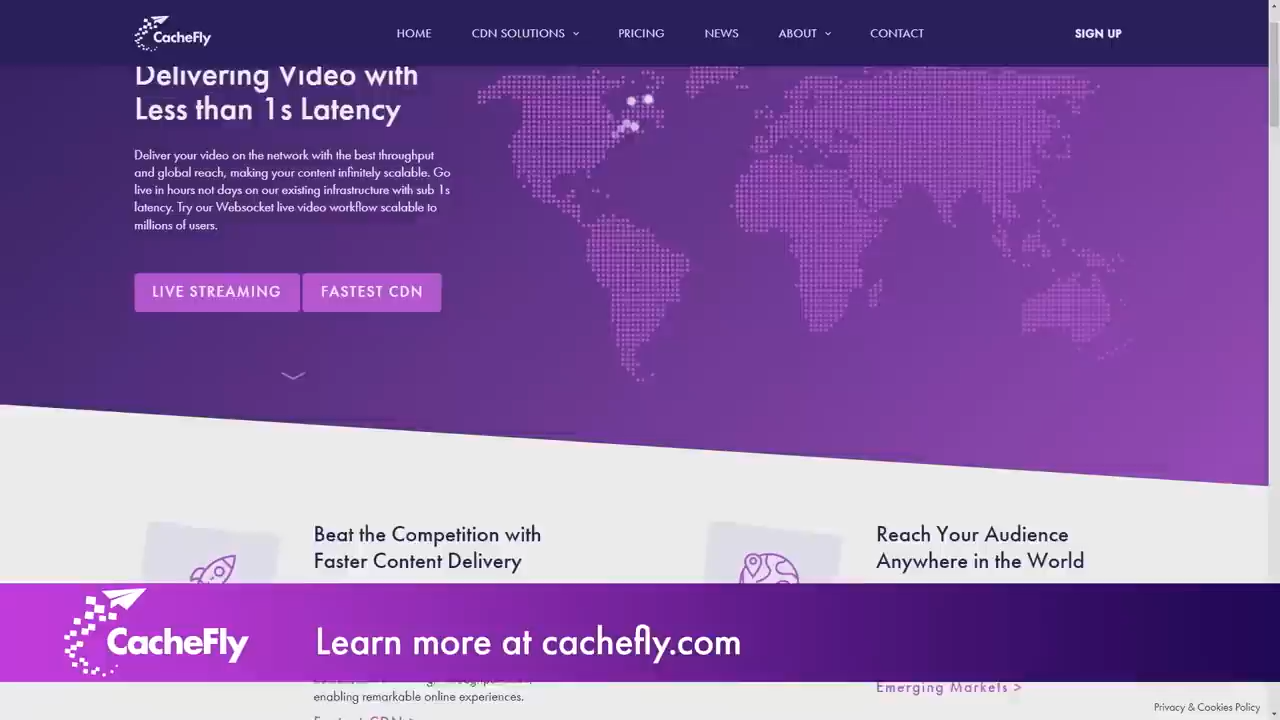 CacheFly
HOME
CDN SOLUTIONS
PRICING
NEWS
ABOUT
CONTACT
SIGN UP
Delivering Video with
Less than 1s Latency
Deliver your video on the network with the best throughput
and global reach, making your content infinitely scalable. Go
live in hours not days on our existing infrastructure with sub 1s
latency. Try our Websocket live video workflow scalable to
millions of users.
LIVE STREAMING
FASTEST CDN
Beat the Competition with
Faster Content Delivery
Reach Your Audience
Anywhere in the World
CacheFly
Learn more at cachefly.com
enabling remarkable online experiences.
Emerging Markets >
Privacy & Cookies Policy